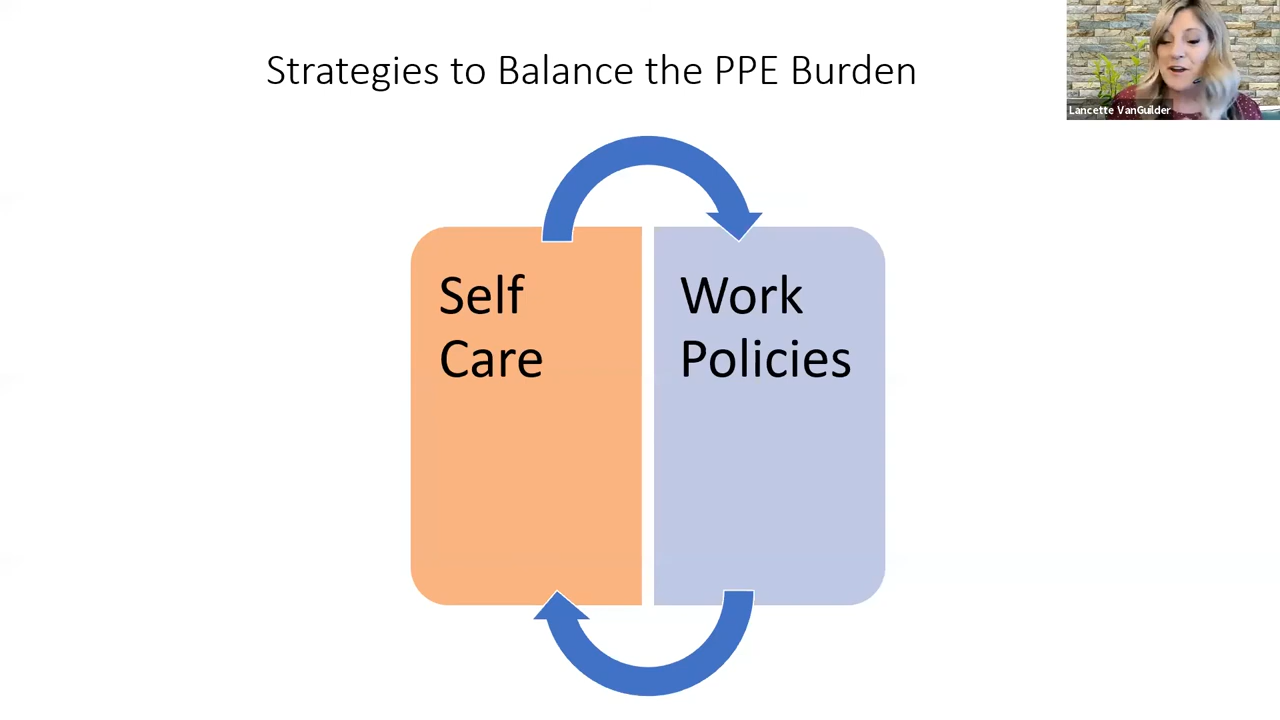 Strategies to Balance the PPE Burden
Lancette VanGuilder
Self
Care
Work
Policies